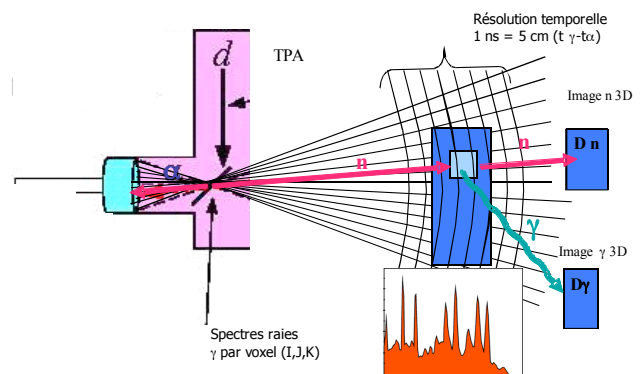 Résolution temporelle
1 ns = 5 cm (t γ-tα)
d
TPA
Image n 3D
α
n
n
D n
γ
Image γ 3D
Dγ
Spectres raies
γ par voxel (I,J,K)